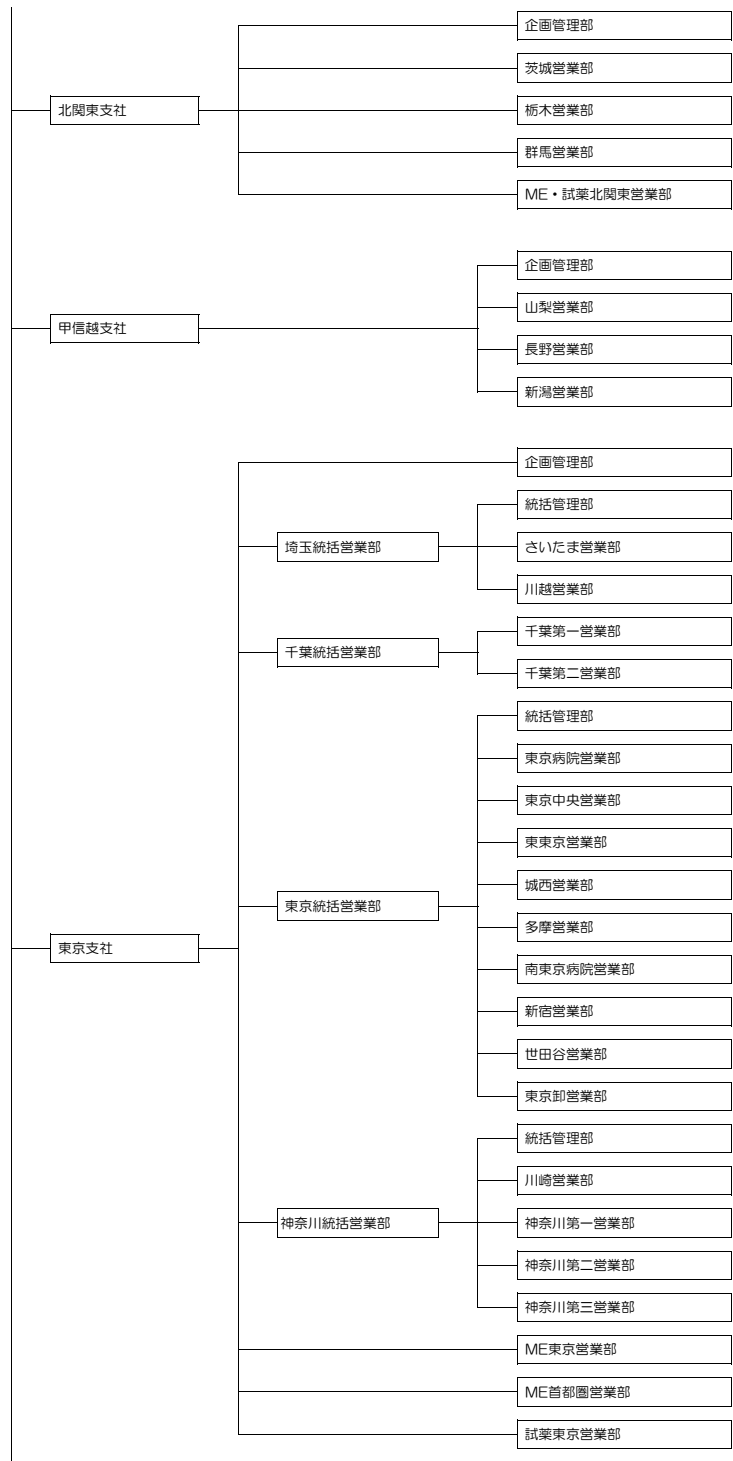 北関東支社
企画管理部
茨城営業部
栃木営業部
群馬営業部
ME・試薬北関東営業部
甲信越支社
企画管理部
山梨営業部
長野営業部
新潟営業部
東京支社
企画管理部
埼玉統括営業部
統括管理部
さいたま営業部
川越営業部
千葉統括営業部
千葉第一営業部
千葉第二営業部
東京統括営業部
統括管理部
東京病院営業部
東京中央営業部
東東京営業部
城西営業部
多摩営業部
南東京病院営業部
新宿営業部
世田谷営業部
東京卸営業部
神奈川統括営業部
統括管理部
川崎営業部
神奈川第一営業部
神奈川第二営業部
神奈川第三営業部
ME東京営業部
ME首都圏営業部
試薬東京営業部